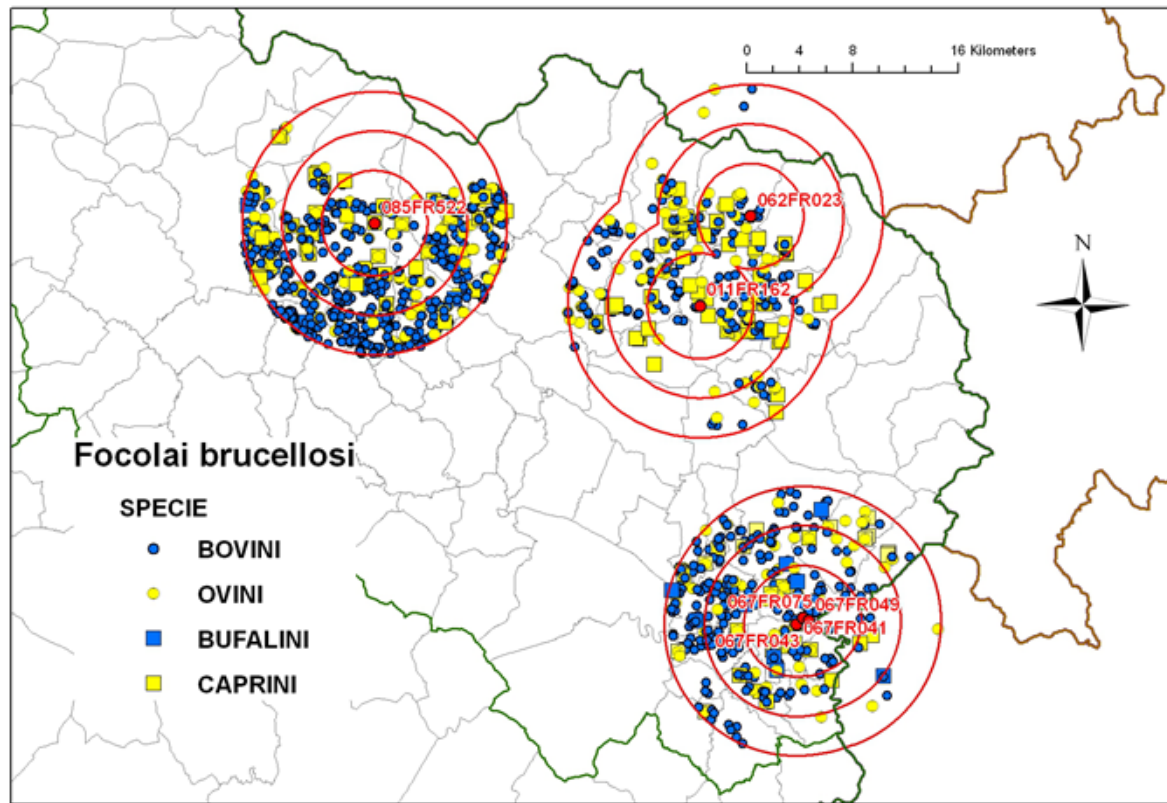 0 4 8 16 Kilometers
085FR522
062FR023
N
011FR162
Focolai brucellosi
SPECIE
BOVINI
OVINI
BUFALINI
CAPRINI
067FR075 067FR049
067FR043 067FR041